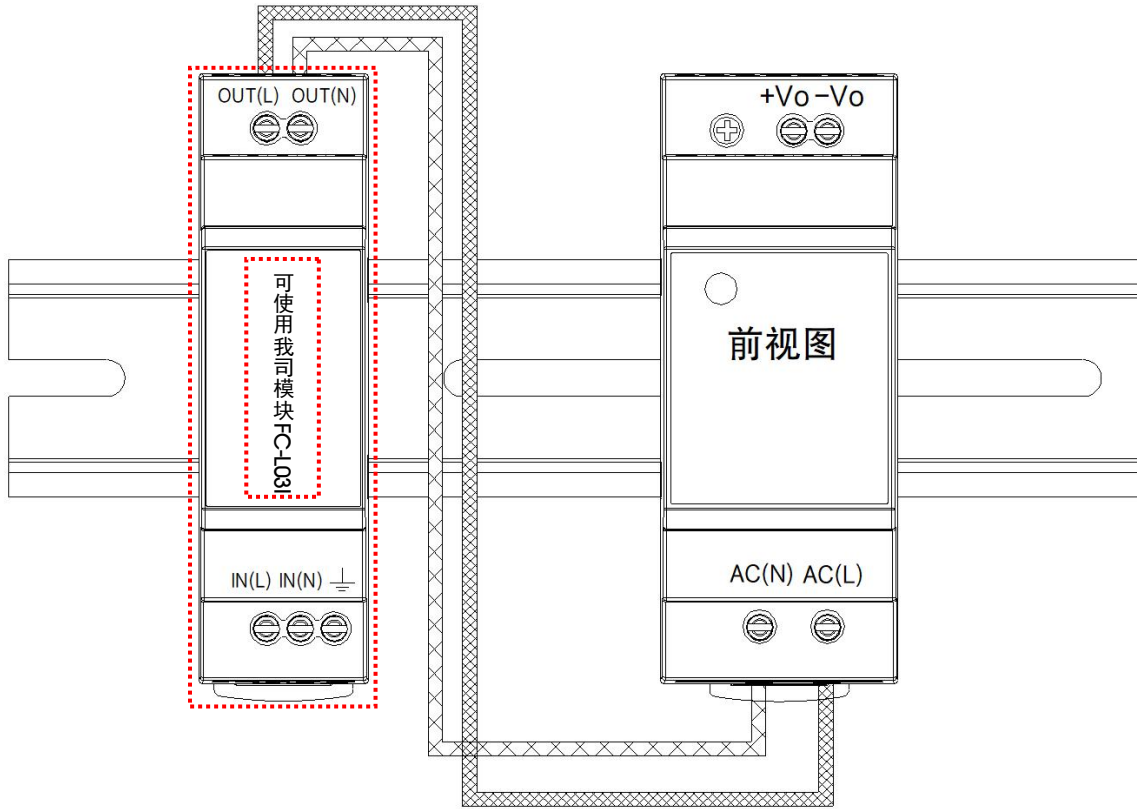 OUT(L) OUT(N)
可使用我司模块FC-L03I
IN(L) IN(N)
+Vo -Vo
前视图
AC(N) AC(L)